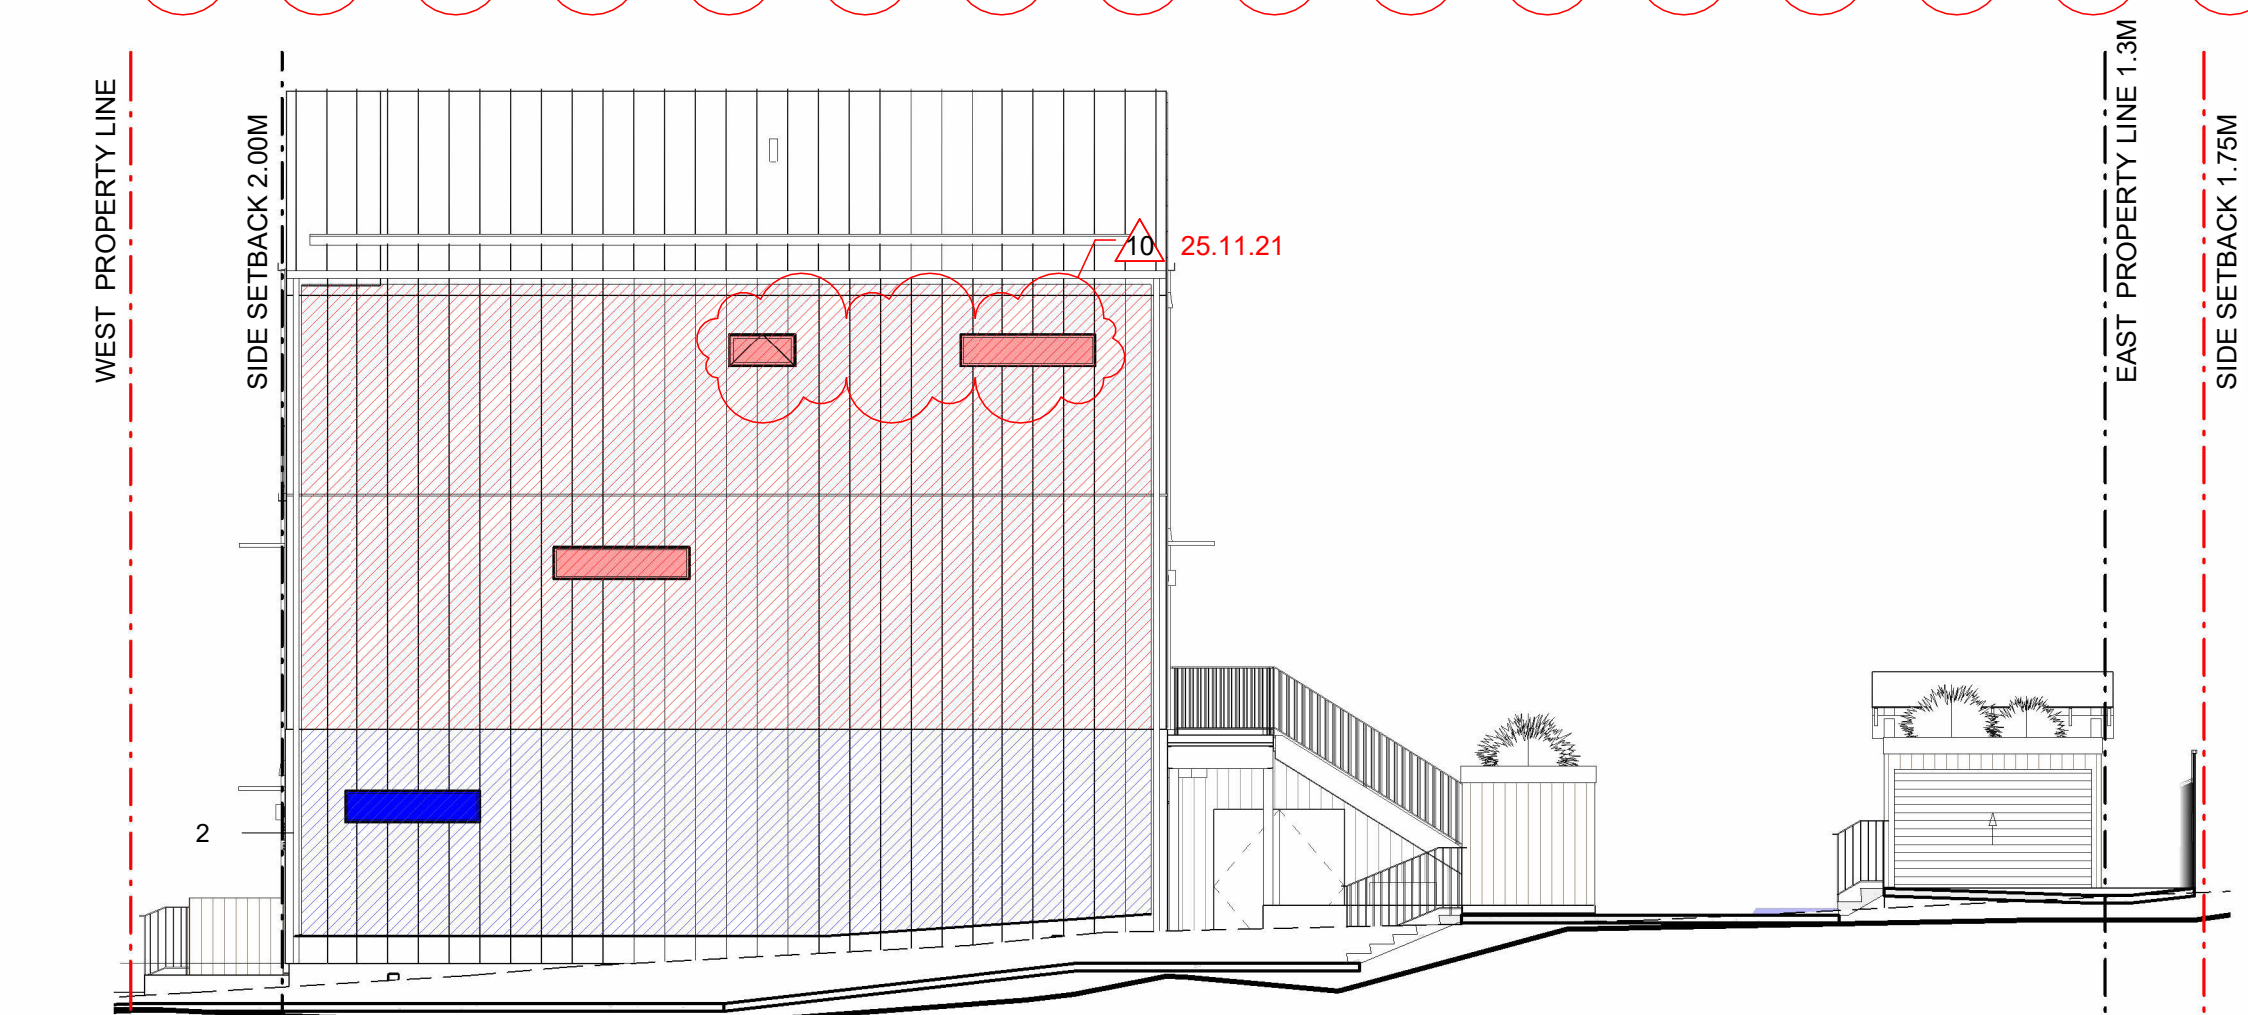 WEST PROPERTY LINE
SIDE SETBACK 2.00M
10
25.11.21
EAST PROPERTY LINE 1.3M
SIDE SETBACK 1.75M
2